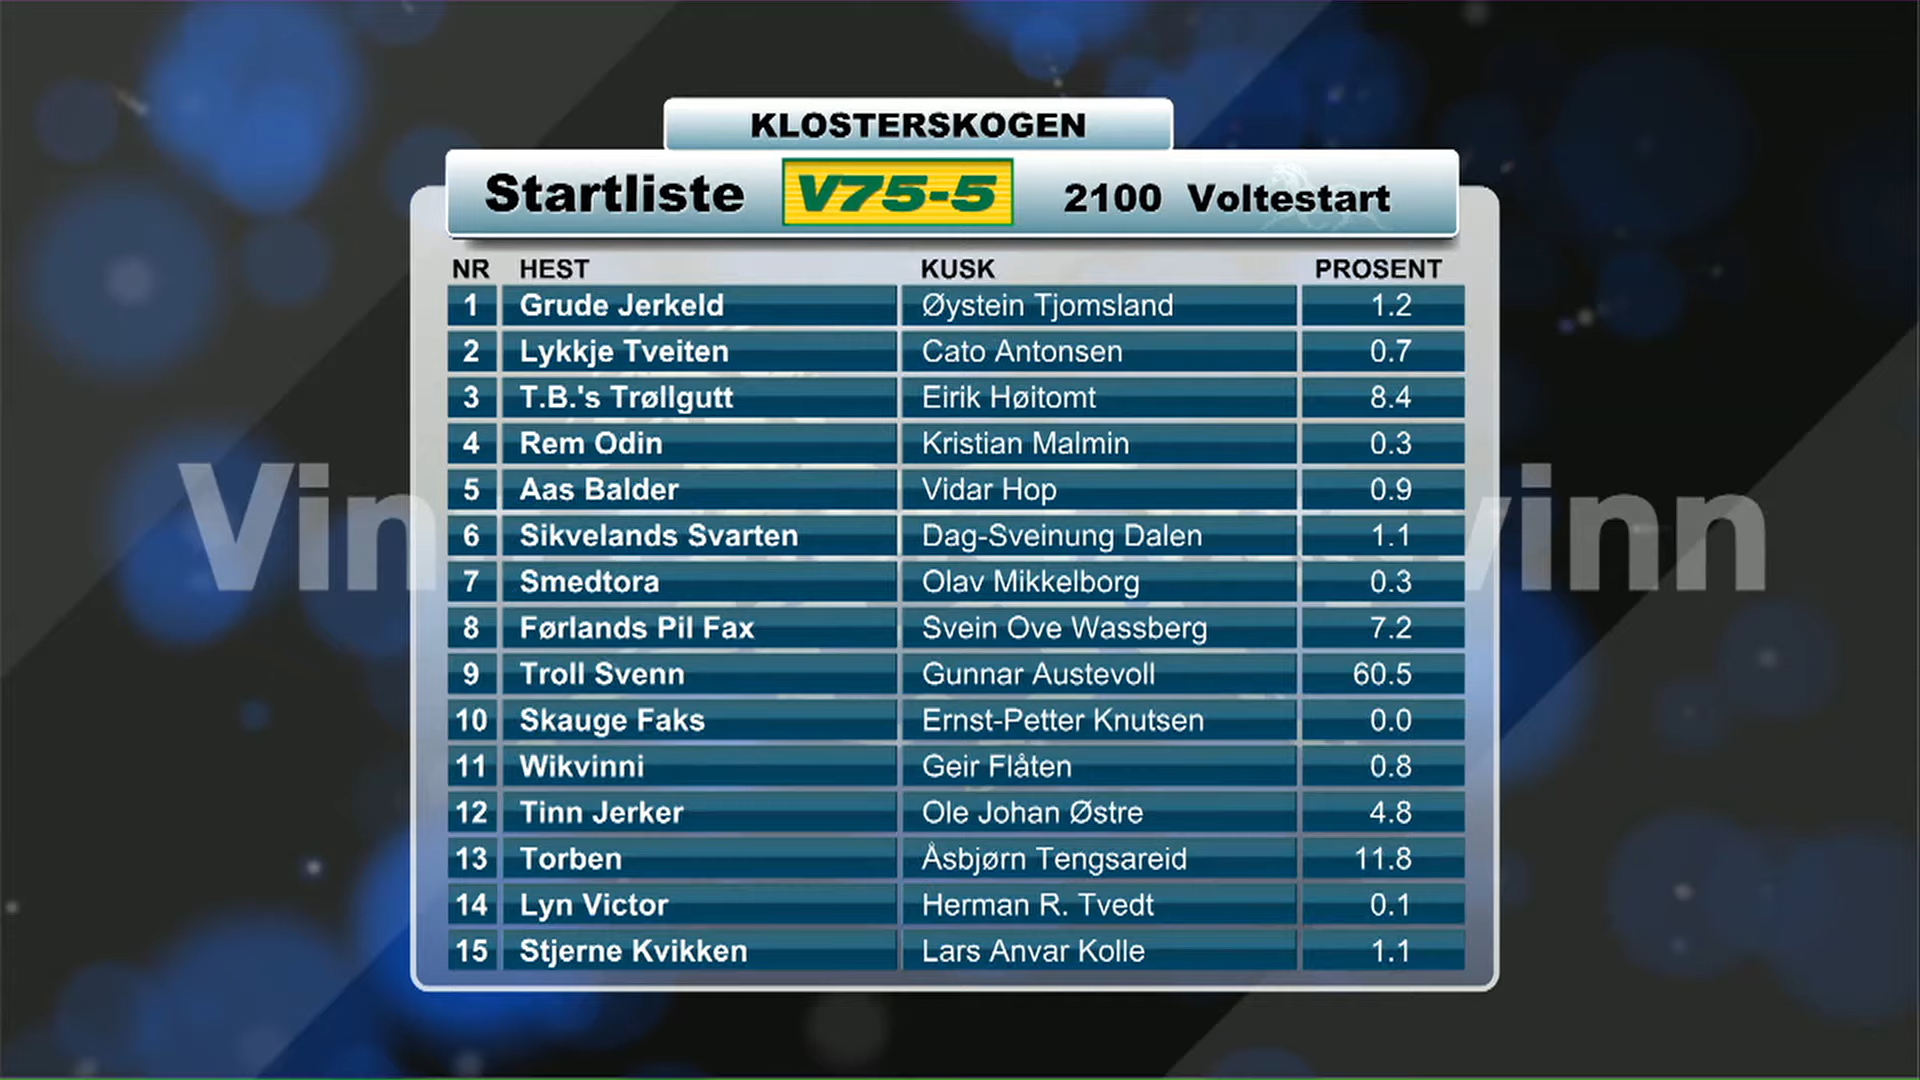 KLOSTERSKOGEN
Startliste V75-5 2100 Voltestart
NR HEST KUSK PROSENT
1 Grude Jerkeld Øystein Tjomsland 1.2
2 Lykkje Tveiten Cato Antonsen 0.7
3 T.B.'s Trøllgutt Eirik Høitomt 8.4
4 Rem Odin Kristian Malmin 0.3
5 Aas Balder Vidar Hop 0.9
6 Sikvelands Svarten Dag-Sveinung Dalen 1.1
7 Smedtora Olav Mikkelborg 0.3
8 Førlands Pil Fax Svein Ove Wassberg 7.2
9 Troll Svenn Gunnar Austevoll 60.5
10 Skauge Faks Ernst-Petter Knutsen 0.0
11 Wikvinni Geir Flåten 0.8
12 Tinn Jerker Ole Johan Østre 4.8
13 Torben Åsbjørn Tengsareid 11.8
14 Lyn Victor Herman R. Tvedt 0.1
15 Stjerne Kvikken Lars Anvar Kolle 1.1